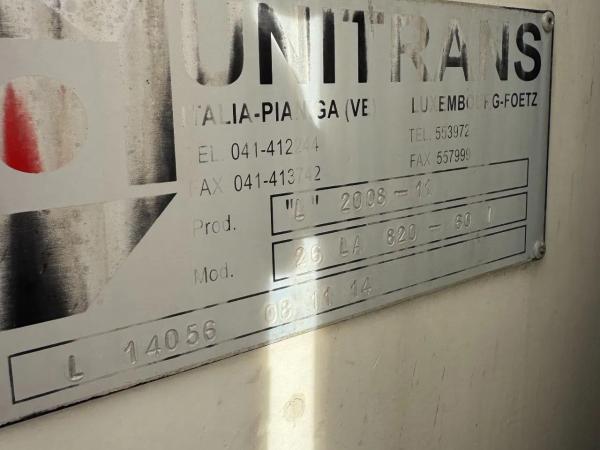 UNITRANS
ITALIA-PIANIGA (VE) LUXEMBOURG-FOETZ
TEL. 041-412244 TEL. 553972
FAX 041-413742 FAX 557999
Prod. "L" 2008-11
Mod. 26 LA 820-60 I
L 14056 08 11 14